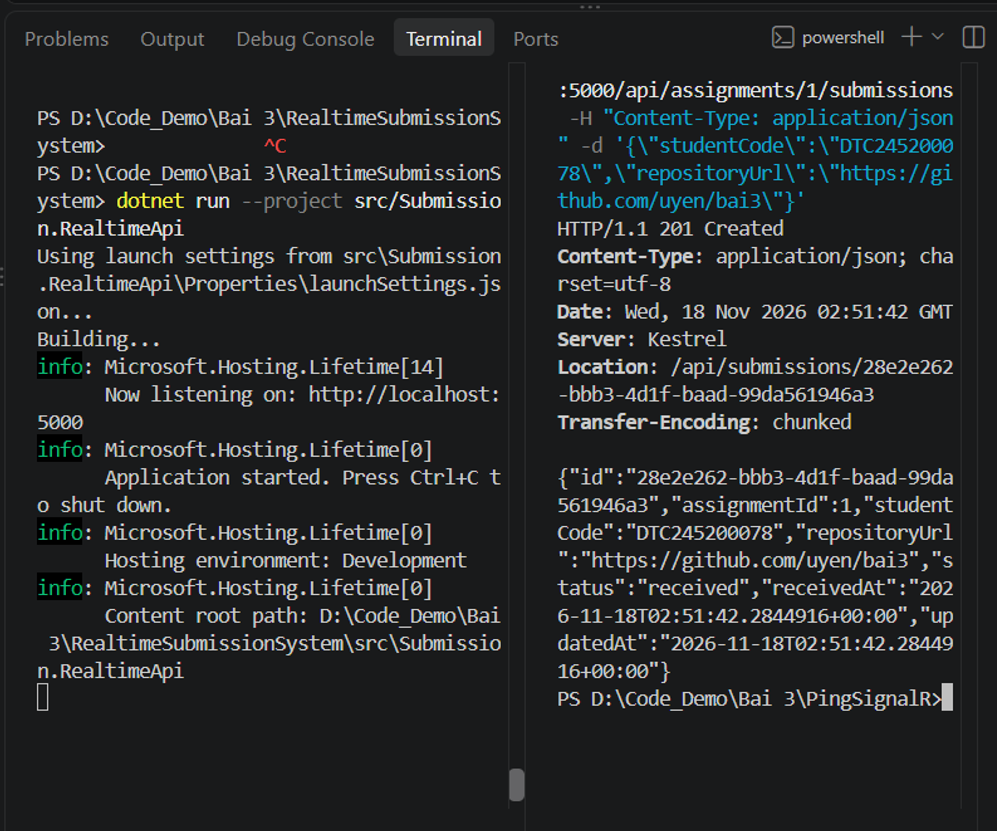 Problems Output Debug Console Terminal Ports powershell
PS D:\Code_Demo\Bai 3\RealtimeSubmissionS
ystem> ^C
PS D:\Code_Demo\Bai 3\RealtimeSubmissionS
ystem> dotnet run --project src/Submissio
n.RealtimeApi
Using launch settings from src\Submission
.RealtimeApi\Properties\launchSettings.js
on...
Building...
info: Microsoft.Hosting.Lifetime[14]
Now listening on: http://localhost:
5000
info: Microsoft.Hosting.Lifetime[0]
Application started. Press Ctrl+C t
o shut down.
info: Microsoft.Hosting.Lifetime[0]
Hosting environment: Development
info: Microsoft.Hosting.Lifetime[0]
Content root path: D:\Code_Demo\Bai
3\RealtimeSubmissionSystem\src\Submissio
n.RealtimeApi
:5000/api/assignments/1/submissions
-H "Content-Type: application/json
" -d '{\"studentCode\":\"DTC2452000
78\",\"repositoryUrl\":\"https://gi
thub.com/uyen/bai3\"}'
HTTP/1.1 201 Created
Content-Type: application/json; cha
rset=utf-8
Date: Wed, 18 Nov 2026 02:51:42 GMT
Server: Kestrel
Location: /api/submissions/28e2e262
-bbb3-4d1f-baad-99da561946a3
Transfer-Encoding: chunked
{"id":"28e2e262-bbb3-4d1f-baad-99da
561946a3","assignmentId":1,"student
Code":"DTC245200078","repositoryUrl
":"https://github.com/uyen/bai3","s
tatus":"received","receivedAt":"202
6-11-18T02:51:42.2844916+00:00","up
datedAt":"2026-11-18T02:51:42.28449
16+00:00"}
PS D:\Code_Demo\Bai 3\PingSignalR>